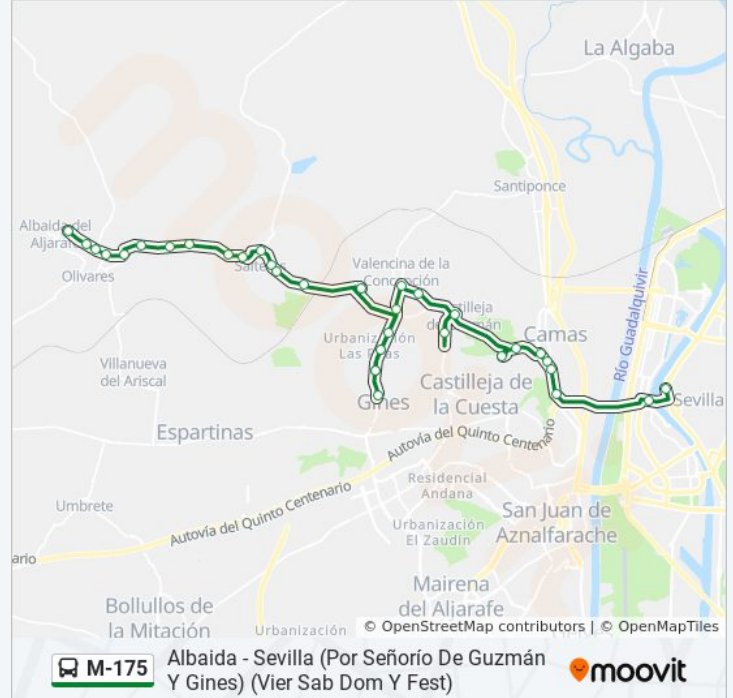 La Algaba
Santiponce
Albaida del
Aljarafe
Olivares
Salteras
Valencina de la
Concepción
Castilleja
de Guzmán
Río Guadalquivir
Camas
Urbanización
Las Pilas
Villanueva
del Ariscal
Castilleja de
la Cuesta
Gines
Sevilla
Espartinas
Autovía del Quinto Centenario
Residencial
Andana
Umbrete
Autovía del Quinto Centenario
San Juan de
Aznalfarache
Urbanización
El Zaudín
ario
Mairena
del Aljarafe
Bollullos de
la Mitación
Urbanización
© OpenStreetMap contributors | © OpenMapTiles
M-175
Albaida - Sevilla (Por Señorío De Guzmán
Y Gines) (Vier Sab Dom Y Fest)
moovit